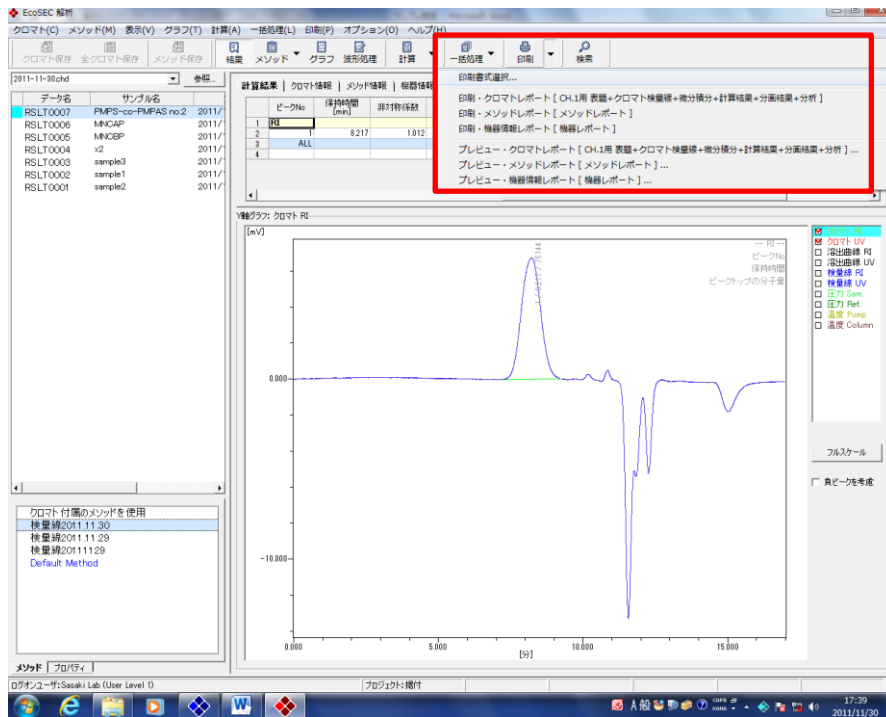 EcoSEC 解析
クロマト(C) メソッド(M) 表示(V) グラフ(T) 計算(A) 一括処理(L) 印刷(P) オプション(O) ヘルプ(H)
クロマト保存 全クロマト保存 メソッド保存 結果 メソッド グラフ 波形処理 計算 一括処理 印刷 検索
2011-11-30.chd 参照...
データ名 サンプル名
RSLT0007 PMPS-co-PMPAS no.2 2011/
RSLT0006 MNCAP 2011/
RSLT0005 MNCBP 2011/
RSLT0004 x2 2011/
RSLT0003 sample3 2011/
RSLT0002 sample1 2011/
RSLT0001 sample2 2011/
計算結果 クロマト情報 メソッド情報 機器情報
ピークNo 保持時間 [min] 非対称係数
1 RI
2 1 8.217 1.012
3 ALL
4
印刷書式選択...
印刷・クロマトレポート [ CH.1用 表題+クロマト検量線+微分積分+計算結果+分画結果+分析 ]
印刷・メソッドレポート [ メソッドレポート ]
印刷・機器情報レポート [ 機器レポート ]
プレビュー・クロマトレポート [ CH.1用 表題+クロマト検量線+微分積分+計算結果+分画結果+分析 ] ...
プレビュー・メソッドレポート [ メソッドレポート ] ...
プレビュー・機器情報レポート [ 機器レポート ] ...
Y軸グラフ: クロマト RI
[mV]
-- RI --
ピークNo
保持時間
ピークトップの分子量
1 / 8.217 / 75144
0.000
-10.000
0.000 5.000 10.000 15.000
[分]
クロマト RI
クロマト UV
溶出曲線 RI
溶出曲線 UV
検量線 RI
検量線 UV
圧力 Sam.
圧力 Ref.
温度 Pump
温度 Column
フルスケール
負ピークを考慮
クロマト付属のメソッドを使用
検量線2011.11.30
検量線2011.11.29
検量線20111129
Default Method
メソッド プロパティ
ログオンユーザ:Sasaki Lab (User Level 1) プロジェクト:据付
A 般 CAPS KANA 17:39
2011/11/30